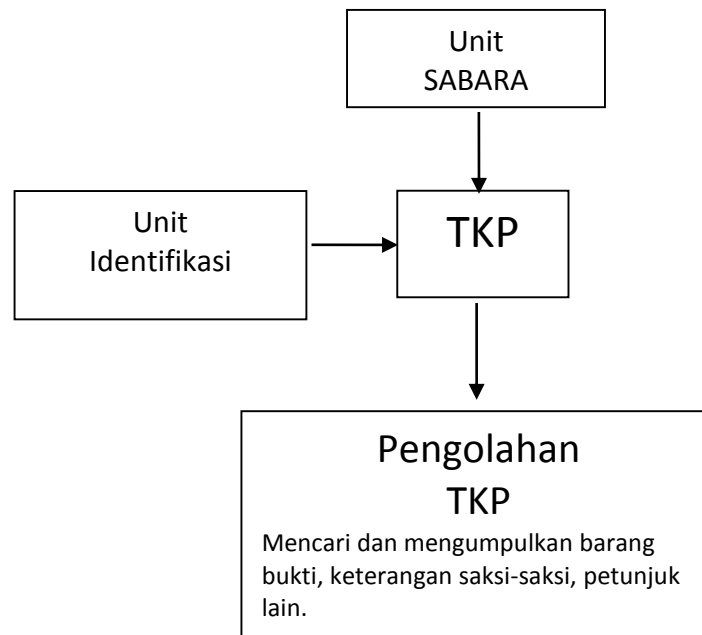 Unit
SABARA
Unit
Identifikasi
TKP
Pengolahan
TKP
Mencari dan mengumpulkan barang
bukti, keterangan saksi-saksi, petunjuk
lain.